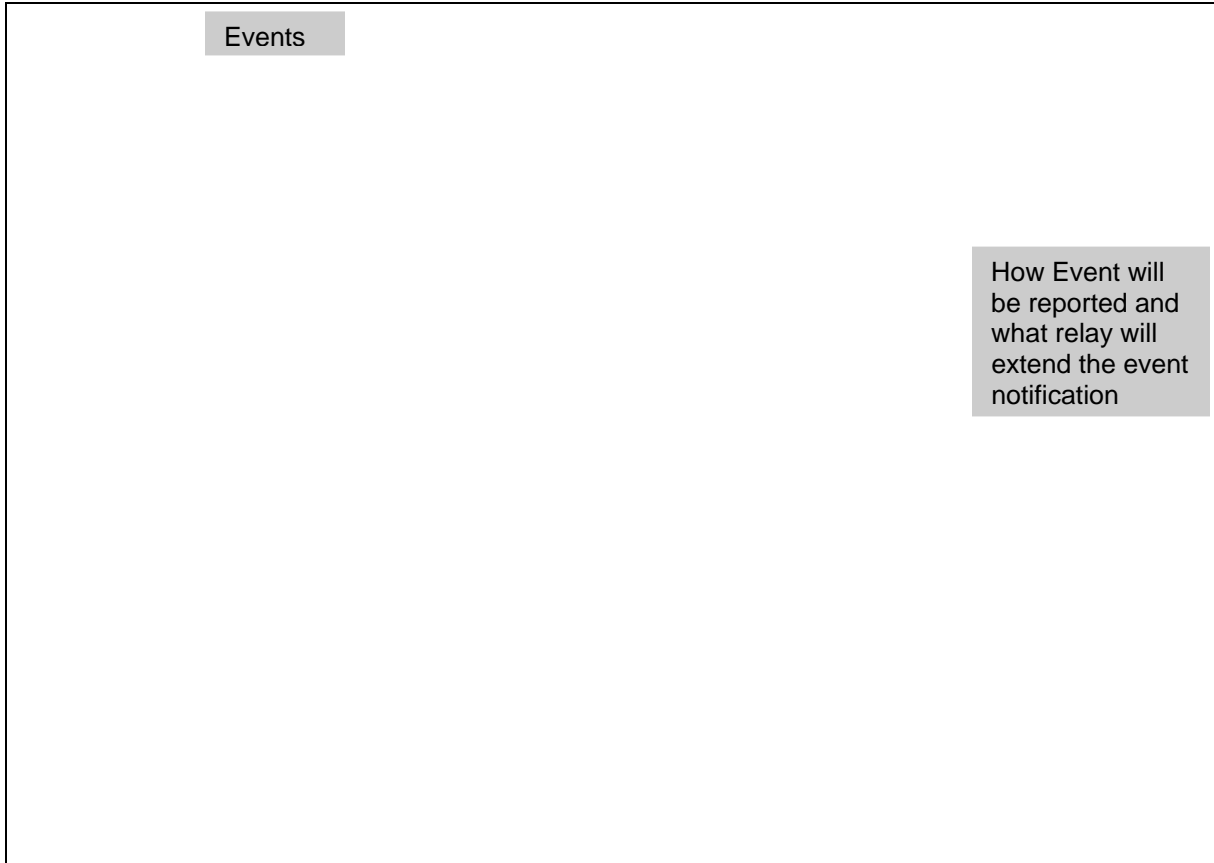 Events
How Event will
be reported and
what relay will
extend the event
notification